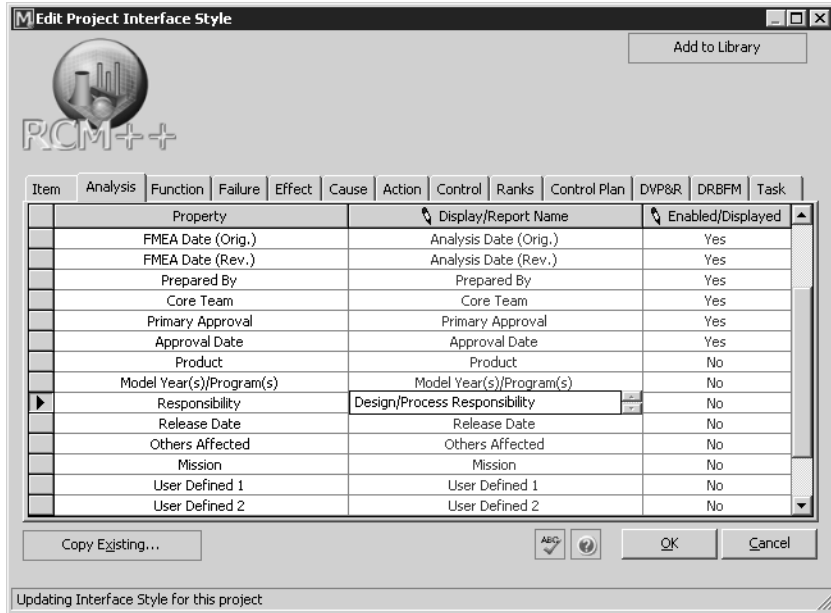 Edit Project Interface Style
Add to Library
RCM++
Item Analysis Function Failure Effect Cause Action Control Ranks Control Plan DVP&R DRBFM Task
Property Display/Report Name Enabled/Displayed
FMEA Date (Orig.) Analysis Date (Orig.) Yes
FMEA Date (Rev.) Analysis Date (Rev.) Yes
Prepared By Prepared By Yes
Core Team Core Team Yes
Primary Approval Primary Approval Yes
Approval Date Approval Date Yes
Product Product No
Model Year(s)/Program(s) Model Year(s)/Program(s) No
Responsibility Design/Process Responsibility No
Release Date Release Date No
Others Affected Others Affected No
Mission Mission No
User Defined 1 User Defined 1 No
User Defined 2 User Defined 2 No
Copy Existing... ABC ? OK Cancel
Updating Interface Style for this project